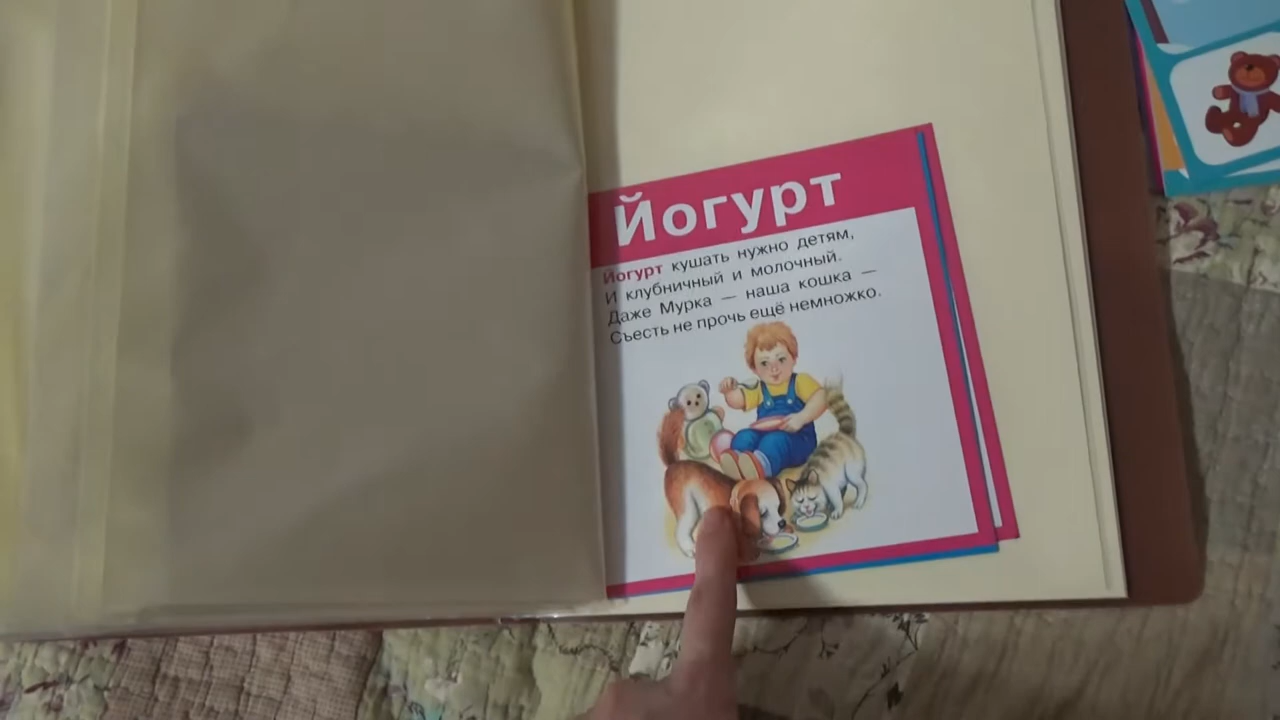 Йогурт
Йогурт кушать нужно детям,
И клубничный и молочный.
Даже Мурка — наша кошка —
Съесть не прочь ещё немножко.